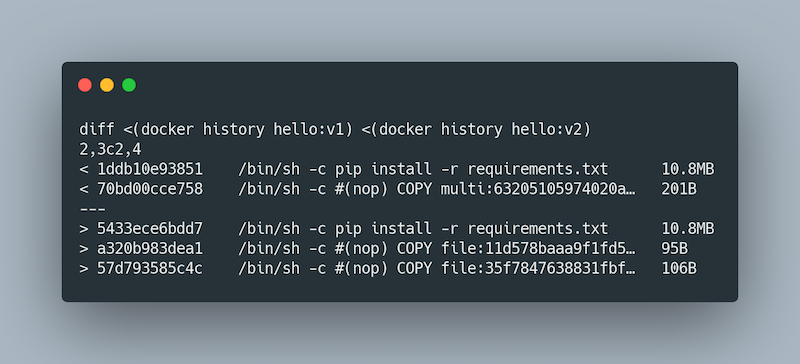 diff <(docker history hello:v1) <(docker history hello:v2)
2,3c2,4
< 1ddb10e93851    /bin/sh -c pip install -r requirements.txt      10.8MB
< 70bd00cce758    /bin/sh -c #(nop) COPY multi:63205105974020a…   201B
---
> 5433ece6bdd7    /bin/sh -c pip install -r requirements.txt      10.8MB
> a320b983dea1    /bin/sh -c #(nop) COPY file:11d578baaa9f1fd5…   95B
> 57d793585c4c    /bin/sh -c #(nop) COPY file:35f7847638831fbf…   106B